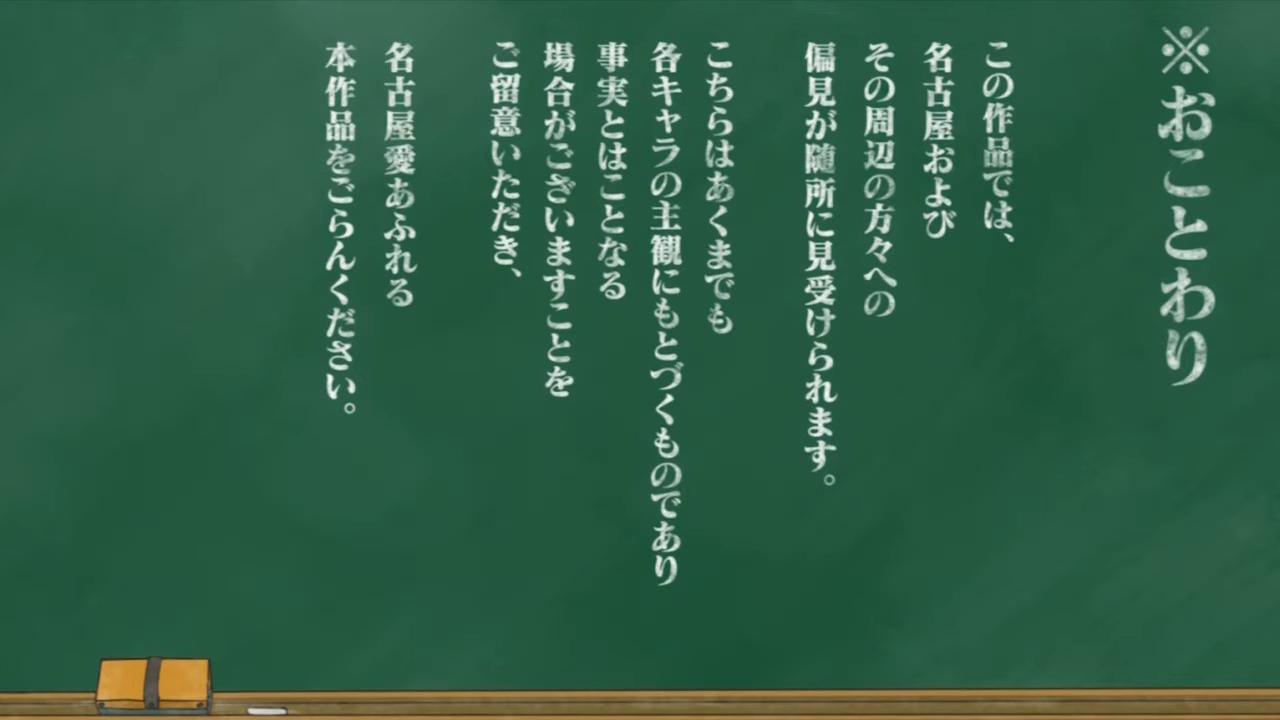 ※おことわり
この作品では、
名古屋および
その周辺の方々への
偏見が随所に見受けられます。
こちらはあくまでも
各キャラの主観にもとづくものであり
事実とはことなる
場合がございますことを
ご留意いただき、
名古屋愛あふれる
本作品をごらんください。